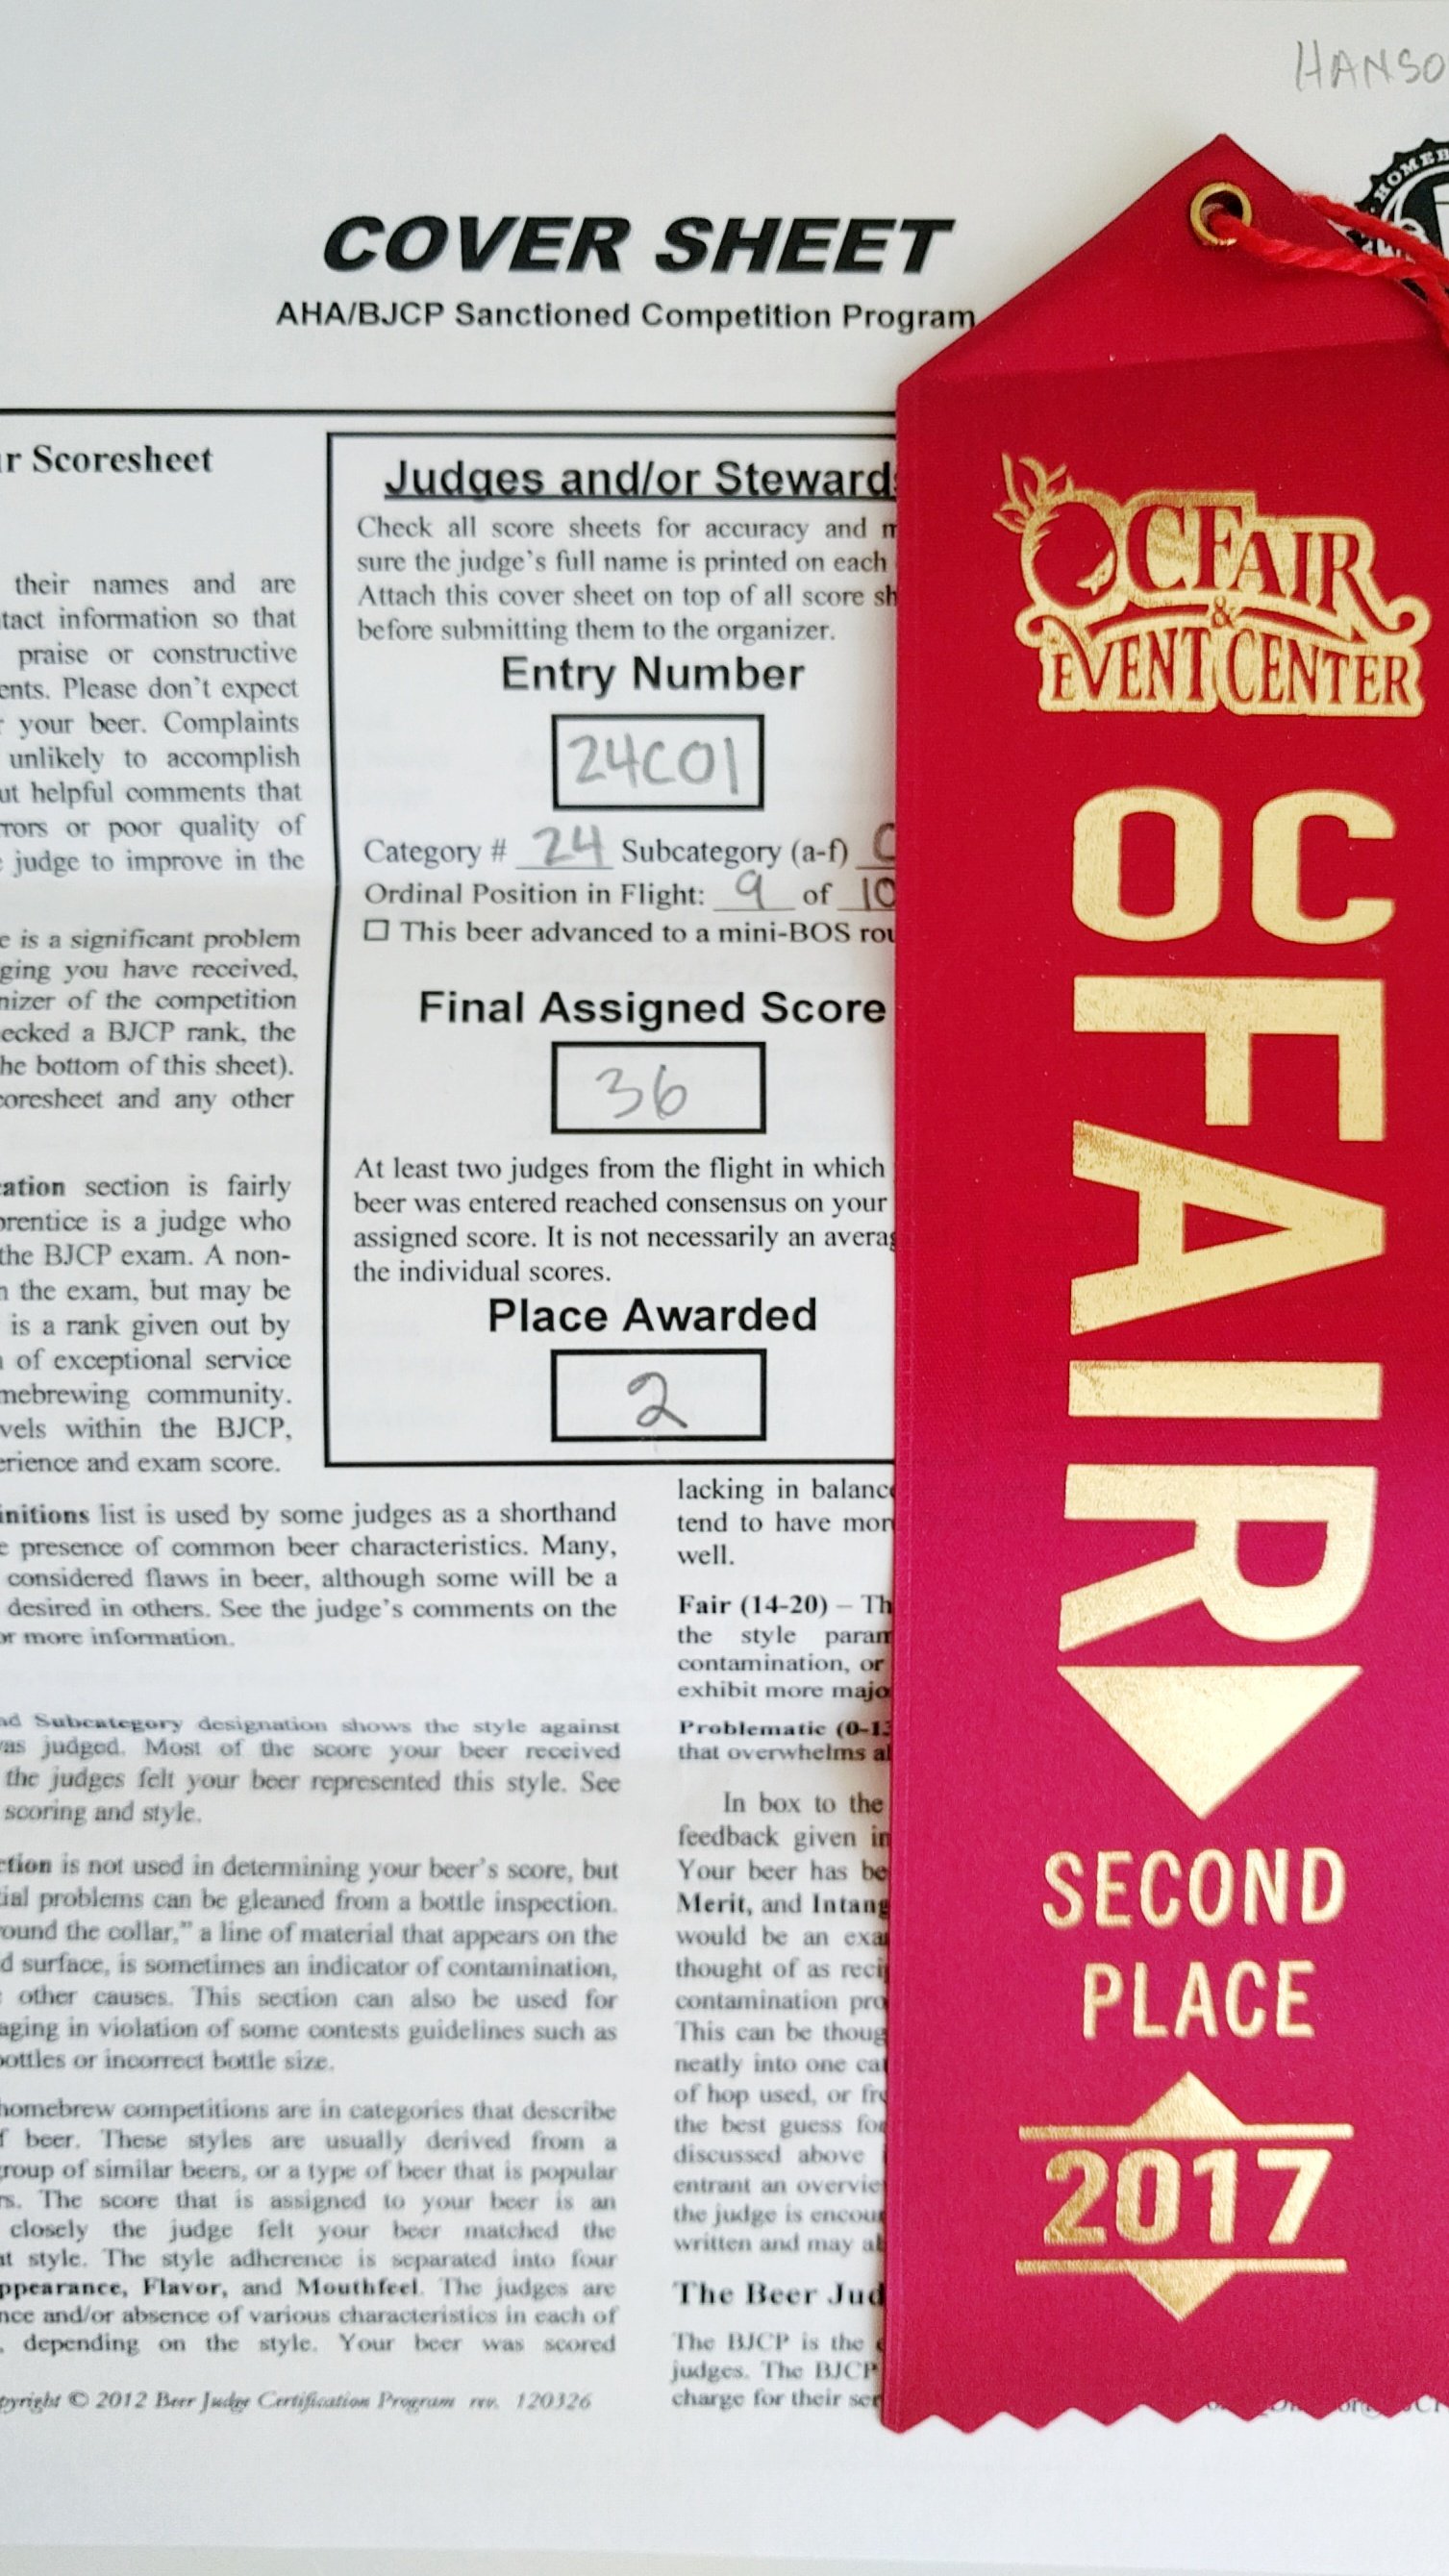 HANSO
HOMEB
COVER SHEET
AHA/BJCP Sanctioned Competition Program
r Scoresheet
their names and are
tact information so that
praise or constructive
ents. Please don't expect
your beer. Complaints
unlikely to accomplish
ut helpful comments that
rors or poor quality of
judge to improve in the
e is a significant problem
ging you have received,
nizer of the competition
ecked a BJCP rank, the
he bottom of this sheet).
coresheet and any other
ation section is fairly
prentice is a judge who
the BJCP exam. A non-
n the exam, but may be
is a rank given out by
n of exceptional service
mebrewing community.
vels within the BJCP,
erience and exam score.
Judges and/or Stewards
Check all score sheets for accuracy and m
sure the judge's full name is printed on each
Attach this cover sheet on top of all score sh
before submitting them to the organizer.
Entry Number
24C01
Category # 24 Subcategory (a-f) C
Ordinal Position in Flight: 9 of 10
☐ This beer advanced to a mini-BOS rou
Final Assigned Score
36
At least two judges from the flight in which
beer was entered reached consensus on your
assigned score. It is not necessarily an averag
the individual scores.
Place Awarded
2
initions list is used by some judges as a shorthand
e presence of common beer characteristics. Many,
considered flaws in beer, although some will be a
desired in others. See the judge's comments on the
or more information.
nd Subcategory designation shows the style against
was judged. Most of the score your beer received
the judges felt your beer represented this style. See
scoring and style.
ction is not used in determining your beer's score, but
ial problems can be gleaned from a bottle inspection.
ound the collar," a line of material that appears on the
d surface, is sometimes an indicator of contamination,
other causes. This section can also be used for
aging in violation of some contests guidelines such as
bottles or incorrect bottle size.
homebrew competitions are in categories that describe
f beer. These styles are usually derived from a
group of similar beers, or a type of beer that is popular
rs. The score that is assigned to your beer is an
closely the judge felt your beer matched the
at style. The style adherence is separated into four
ppearance, Flavor, and Mouthfeel. The judges are
nce and/or absence of various characteristics in each of
, depending on the style. Your beer was scored
pyright © 2012 Beer Judge Certification Program rev. 120326
lacking in balance
tend to have mor
well.
Fair (14-20) – Th
the style param
contamination, or
exhibit more majo
Problematic (0-13
that overwhelms al
In box to the
feedback given in
Your beer has be
Merit, and Intang
would be an exa
thought of as reci
contamination pro
This can be thoug
neatly into one cat
of hop used, or fre
the best guess for
discussed above
entrant an overvie
the judge is encour
written and may al
The Beer Jud
The BJCP is the
judges. The BJCP
charge for their ser
OC FAIR
&
EVENT CENTER
OC FAIR
SECOND
PLACE
2017